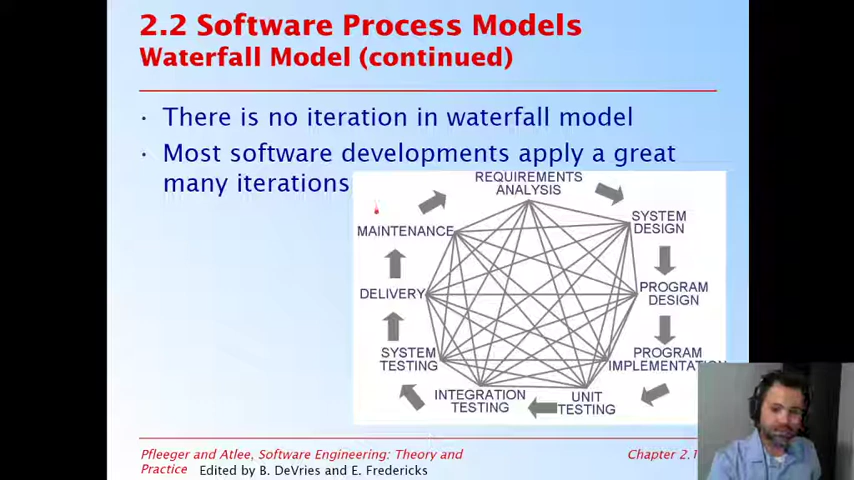 2.2 Software Process Models
Waterfall Model (continued)
· There is no iteration in waterfall model
· Most software developments apply a great
many iterations
REQUIREMENTS
ANALYSIS
SYSTEM
DESIGN
PROGRAM
DESIGN
PROGRAM
IMPLEMENTATION
UNIT
TESTING
INTEGRATION
TESTING
SYSTEM
TESTING
DELIVERY
MAINTENANCE
Pfleeger and Atlee, Software Engineering: Theory and
Practice Edited by B. DeVries and E. Fredericks
Chapter 2.1